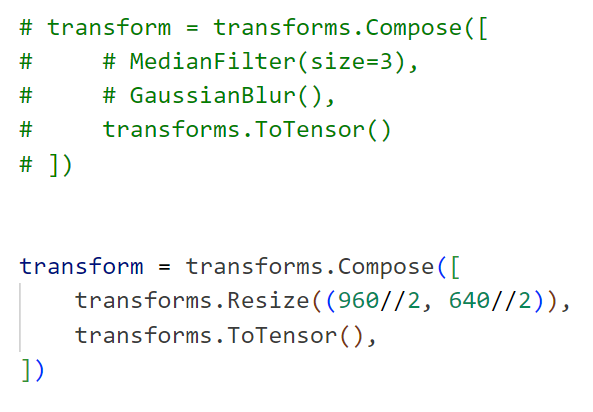 # transform = transforms.Compose([
#     # MedianFilter(size=3),
#     # GaussianBlur(),
#     transforms.ToTensor()
# ])
transform = transforms.Compose([
    transforms.Resize((960//2, 640//2)),
    transforms.ToTensor(),
])